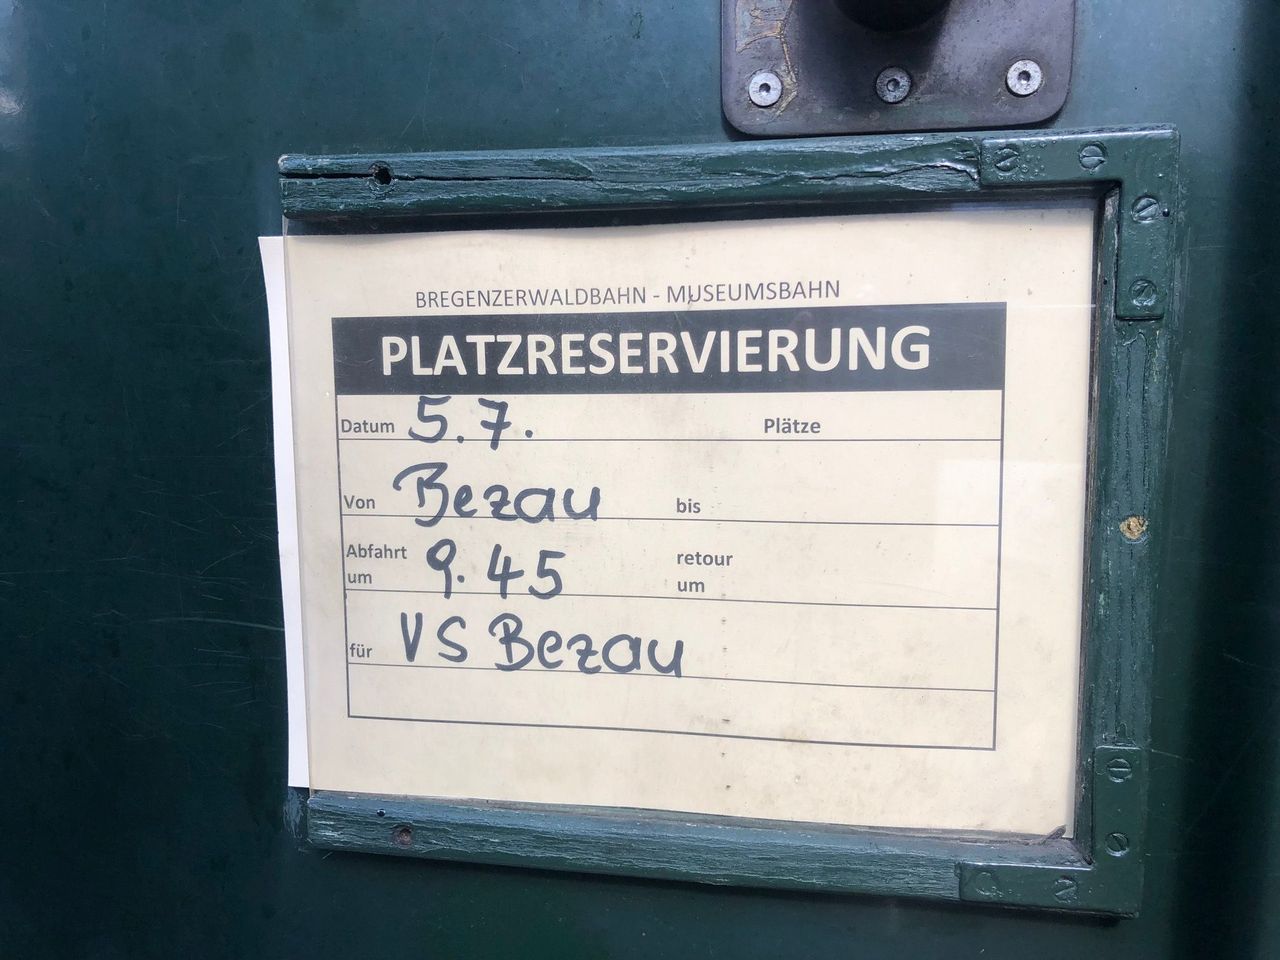 BREGENZERWALDBAHN - MUSEUMSBAHN
PLATZRESERVIERUNG
Datum 5.7. Plätze
Von Bezau bis
Abfahrt um 9.45 retour um
für VS Bezau